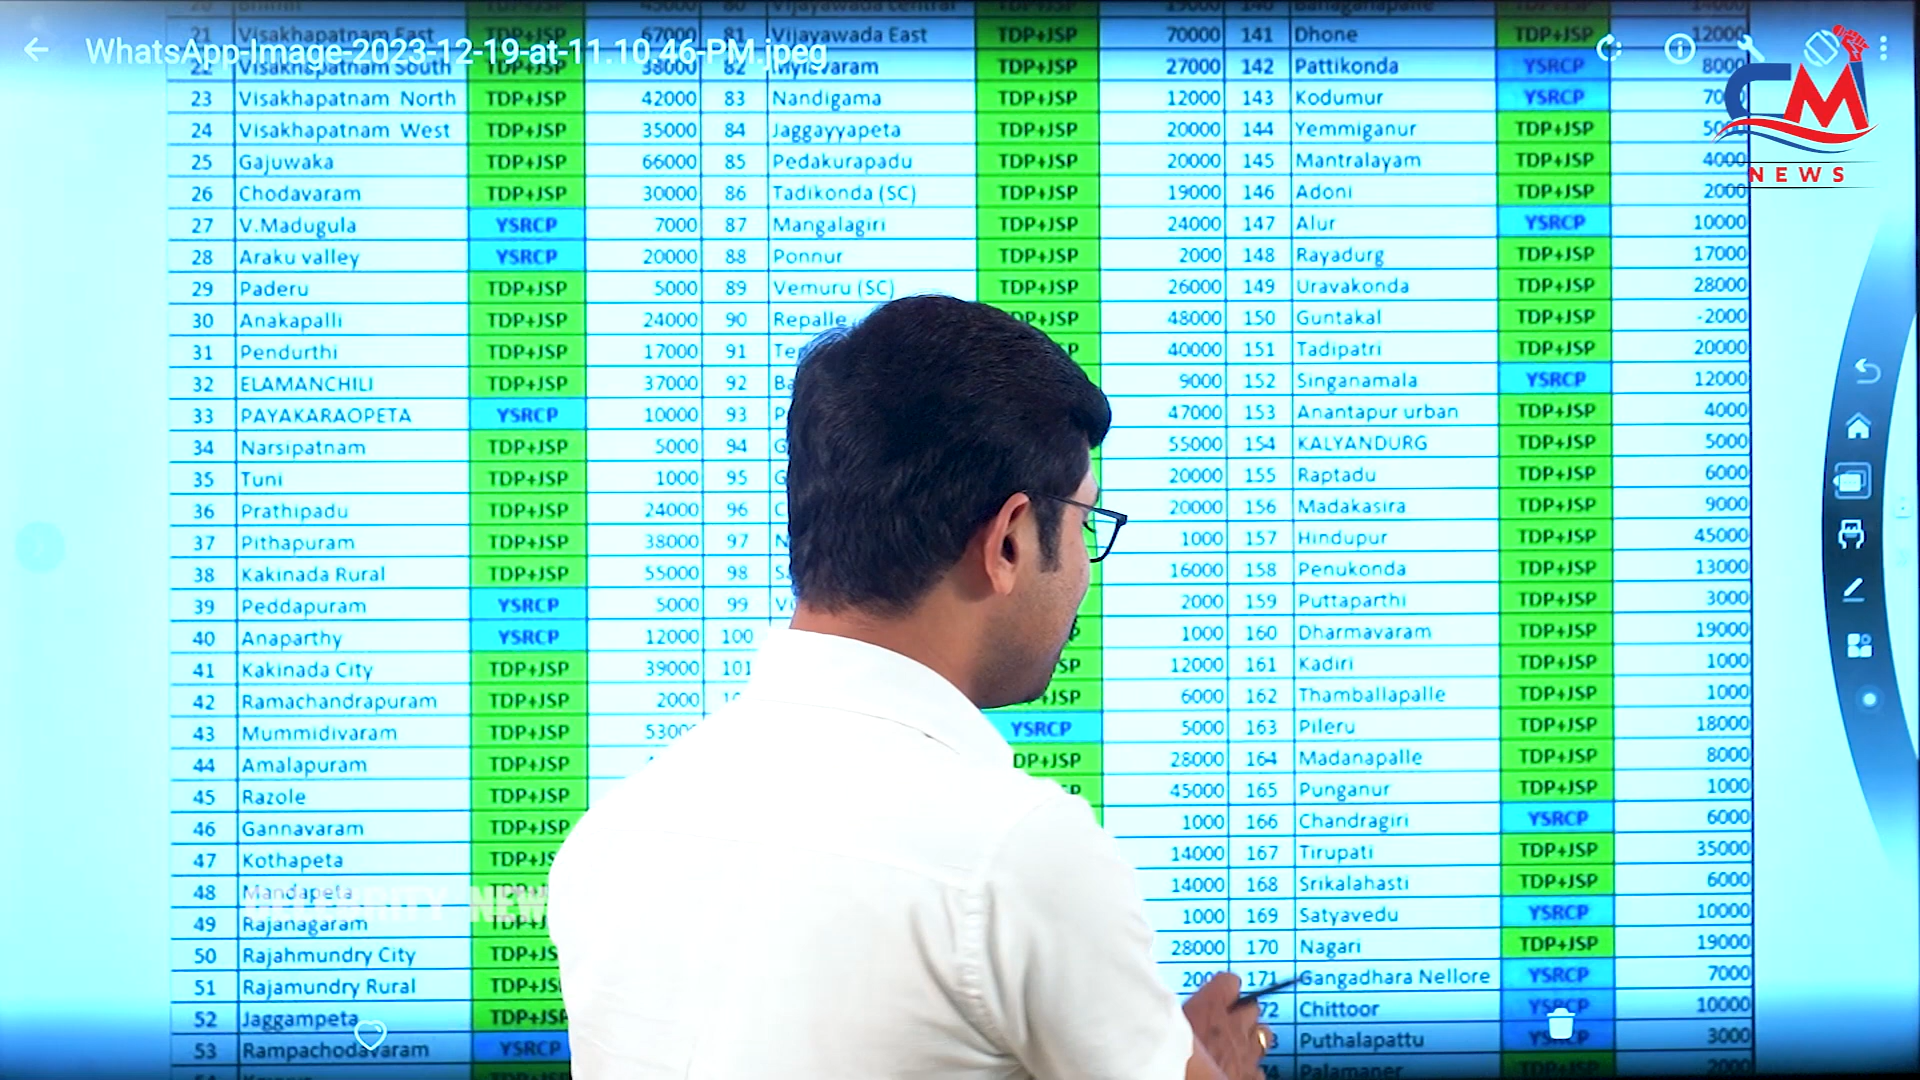 WhatsApp-Image-2023-12-19-at-11.10.46-PM.jpeg
CM
NEWS
21 Visakhapatnam East TDP+JSP 67000 81 Vijayawada East TDP+JSP 70000 141 Dhone TDP+JSP 12000
22 Visakhapatnam South TDP+JSP 38000 82 Mylavaram TDP+JSP 27000 142 Pattikonda YSRCP 8000
23 Visakhapatnam North TDP+JSP 42000 83 Nandigama TDP+JSP 12000 143 Kodumur YSRCP
24 Visakhapatnam West TDP+JSP 35000 84 Jaggayyapeta TDP+JSP 20000 144 Yemmiganur TDP+JSP
25 Gajuwaka TDP+JSP 66000 85 Pedakurapadu TDP+JSP 20000 145 Mantralayam TDP+JSP 4000
26 Chodavaram TDP+JSP 30000 86 Tadikonda (SC) TDP+JSP 19000 146 Adoni TDP+JSP 2000
27 V.Madugula YSRCP 7000 87 Mangalagiri TDP+JSP 24000 147 Alur YSRCP 10000
28 Araku valley YSRCP 20000 88 Ponnur TDP+JSP 2000 148 Rayadurg TDP+JSP 17000
29 Paderu TDP+JSP 5000 89 Vemuru (SC) TDP+JSP 26000 149 Uravakonda TDP+JSP 28000
30 Anakapalli TDP+JSP 24000 90 Repalle 48000 150 Guntakal TDP+JSP -2000
31 Pendurthi TDP+JSP 17000 91 40000 151 Tadipatri TDP+JSP 20000
32 ELAMANCHILI TDP+JSP 37000 92 9000 152 Singanamala YSRCP 12000
33 PAYAKARAOPETA YSRCP 10000 93 47000 153 Anantapur urban TDP+JSP 4000
34 Narsipatnam TDP+JSP 5000 94 55000 154 KALYANDURG TDP+JSP 5000
35 Tuni TDP+JSP 1000 95 20000 155 Raptadu TDP+JSP 6000
36 Prathipadu TDP+JSP 24000 96 20000 156 Madakasira TDP+JSP 9000
37 Pithapuram TDP+JSP 38000 97 1000 157 Hindupur TDP+JSP 45000
38 Kakinada Rural TDP+JSP 55000 98 16000 158 Penukonda TDP+JSP 13000
39 Peddapuram YSRCP 5000 99 2000 159 Puttaparthi TDP+JSP 3000
40 Anaparthy YSRCP 12000 100 1000 160 Dharmavaram TDP+JSP 19000
41 Kakinada City TDP+JSP 39000 101 12000 161 Kadiri TDP+JSP 1000
42 Ramachandrapuram TDP+JSP 2000 6000 162 Thamballapalle TDP+JSP 1000
43 Mummidivaram TDP+JSP YSRCP 5000 163 Pileru TDP+JSP 18000
44 Amalapuram TDP+JSP 28000 164 Madanapalle TDP+JSP 8000
45 Razole TDP+JSP 45000 165 Punganur TDP+JSP 1000
46 Gannavaram TDP+JSP 1000 166 Chandragiri YSRCP 6000
47 Kothapeta 14000 167 Tirupati TDP+JSP 35000
48 Mandapeta 14000 168 Srikalahasti TDP+JSP 6000
49 Rajanagaram 1000 169 Satyavedu YSRCP 10000
50 Rajahmundry City 28000 170 Nagari TDP+JSP 19000
51 Rajamundry Rural 171 Gangadhara Nellore YSRCP 7000
52 Jaggampeta TDP+JSP Chittoor YSRCP 10000
53 Rampachodavaram YSRCP Puthalapattu YSRCP 3000
Palamaner
CELEBRITY NEWS